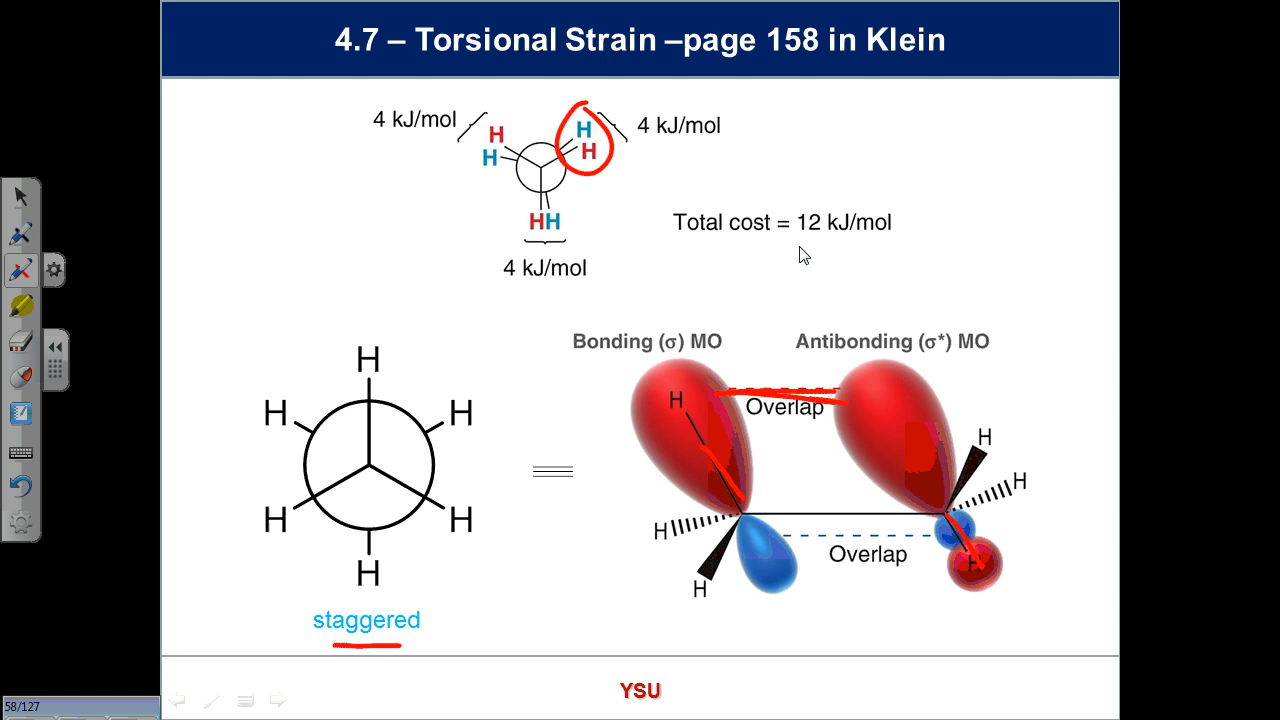 4.7 – Torsional Strain –page 158 in Klein
4 kJ/mol
H
H
H
H
4 kJ/mol
HH
4 kJ/mol
Total cost = 12 kJ/mol
H
H
H
H
H
H
staggered
Bonding (σ) MO
Antibonding (σ*) MO
H
Overlap
H
H
H
H
Overlap
H
H
YSU
58/127